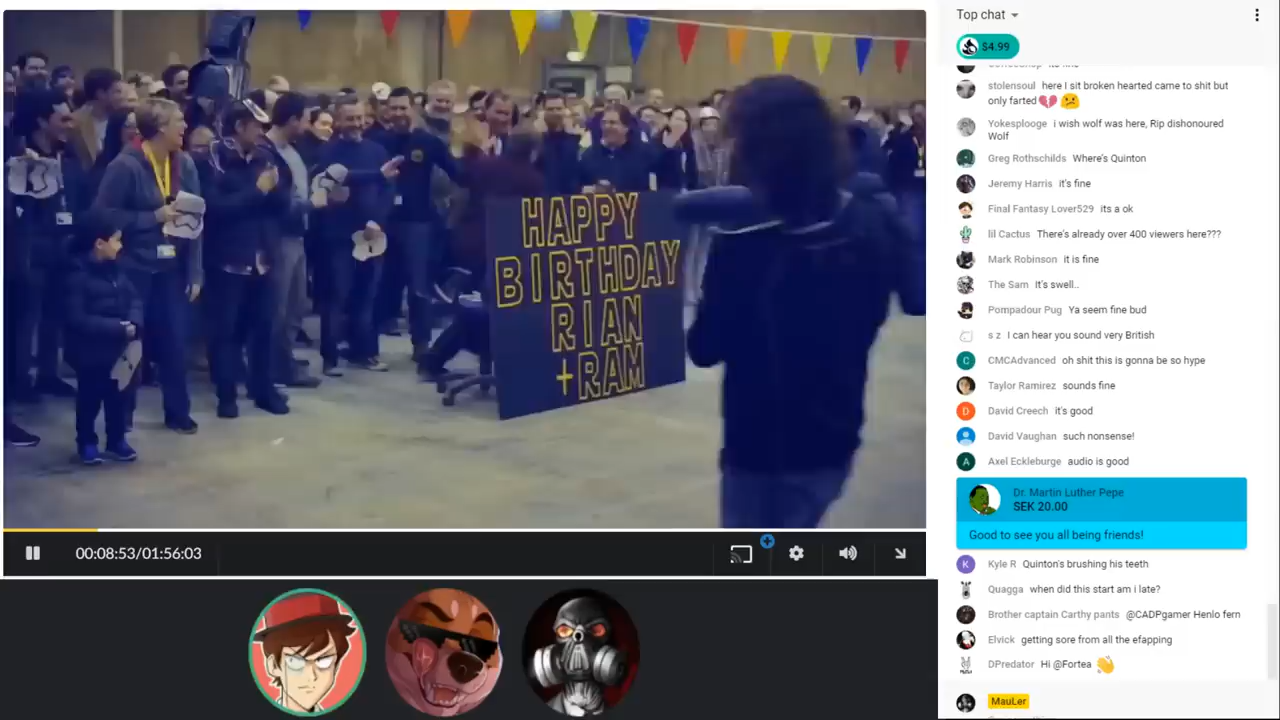 HAPPY
BIRTHDAY
RIAN
+RAM
00:08:53/01:56:03
Top chat
$4.99
stolensoul here I sit broken hearted came to shit but
only farted 💔 😕
Yokesplooge i wish wolf was here, Rip dishonoured
Wolf
Greg Rothschilds Where's Quinton
Jeremy Harris it's fine
Final Fantasy Lover529 its a ok
lil Cactus There's already over 400 viewers here???
Mark Robinson it is fine
The Sam It's swell..
Pompadour Pug Ya seem fine bud
s z I can hear you sound very British
C CMCAdvanced oh shit this is gonna be so hype
Taylor Ramirez sounds fine
D David Creech it's good
David Vaughan such nonsense!
A Axel Eckleburge audio is good
Dr. Martin Luther Pepe
SEK 20.00
Good to see you all being friends!
K Kyle R Quinton's brushing his teeth
Quagga when did this start am i late?
Brother captain Carthy pants @CADPgamer Henlo fern
Elvick getting sore from all the efapping
DPredator Hi @Fortea 👋
MauLer